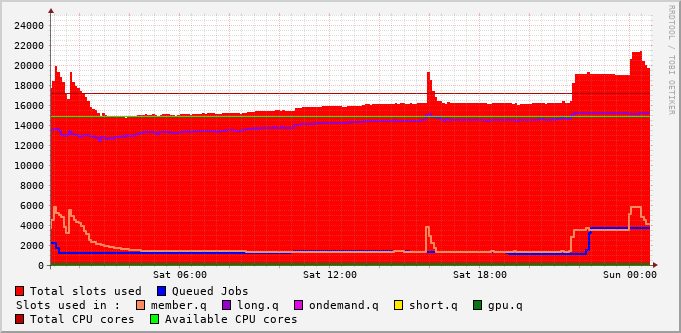 RRDTOOL / TOBI OETIKER
24000
22000
20000
18000
16000
14000
12000
10000
8000
6000
4000
2000
0
Sat 06:00 Sat 12:00 Sat 18:00 Sun 00:00
Total slots used Queued Jobs
Slots used in : member.q long.q ondemand.q short.q gpu.q
Total CPU cores Available CPU cores